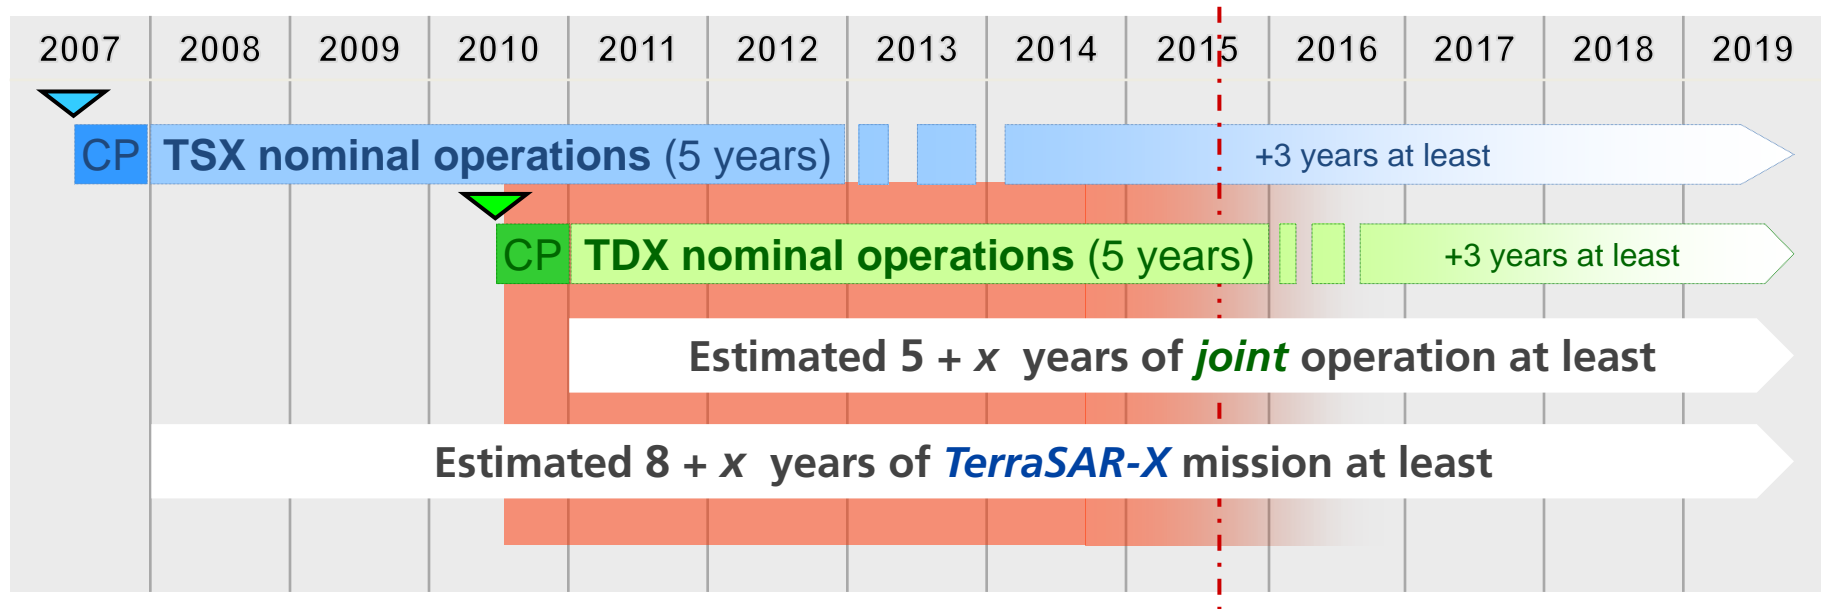 2007 2008 2009 2010 2011 2012 2013 2014 2015 2016 2017 2018 2019
CP TSX nominal operations (5 years) +3 years at least
CP TDX nominal operations (5 years) +3 years at least
Estimated 5 + x years of joint operation at least
Estimated 8 + x years of TerraSAR-X mission at least